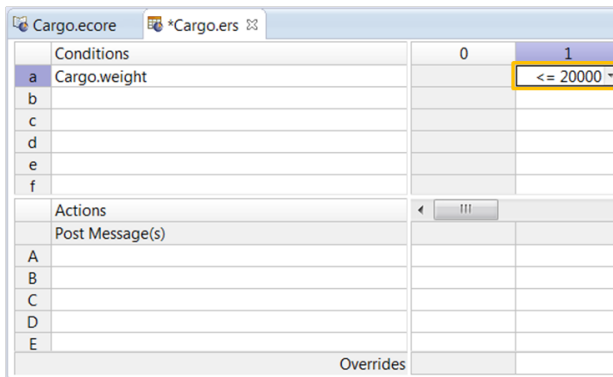 Cargo.ecore *Cargo.ers
Conditions 0 1
a Cargo.weight <= 20000
b
c
d
e
f
Actions
Post Message(s)
A
B
C
D
E
Overrides